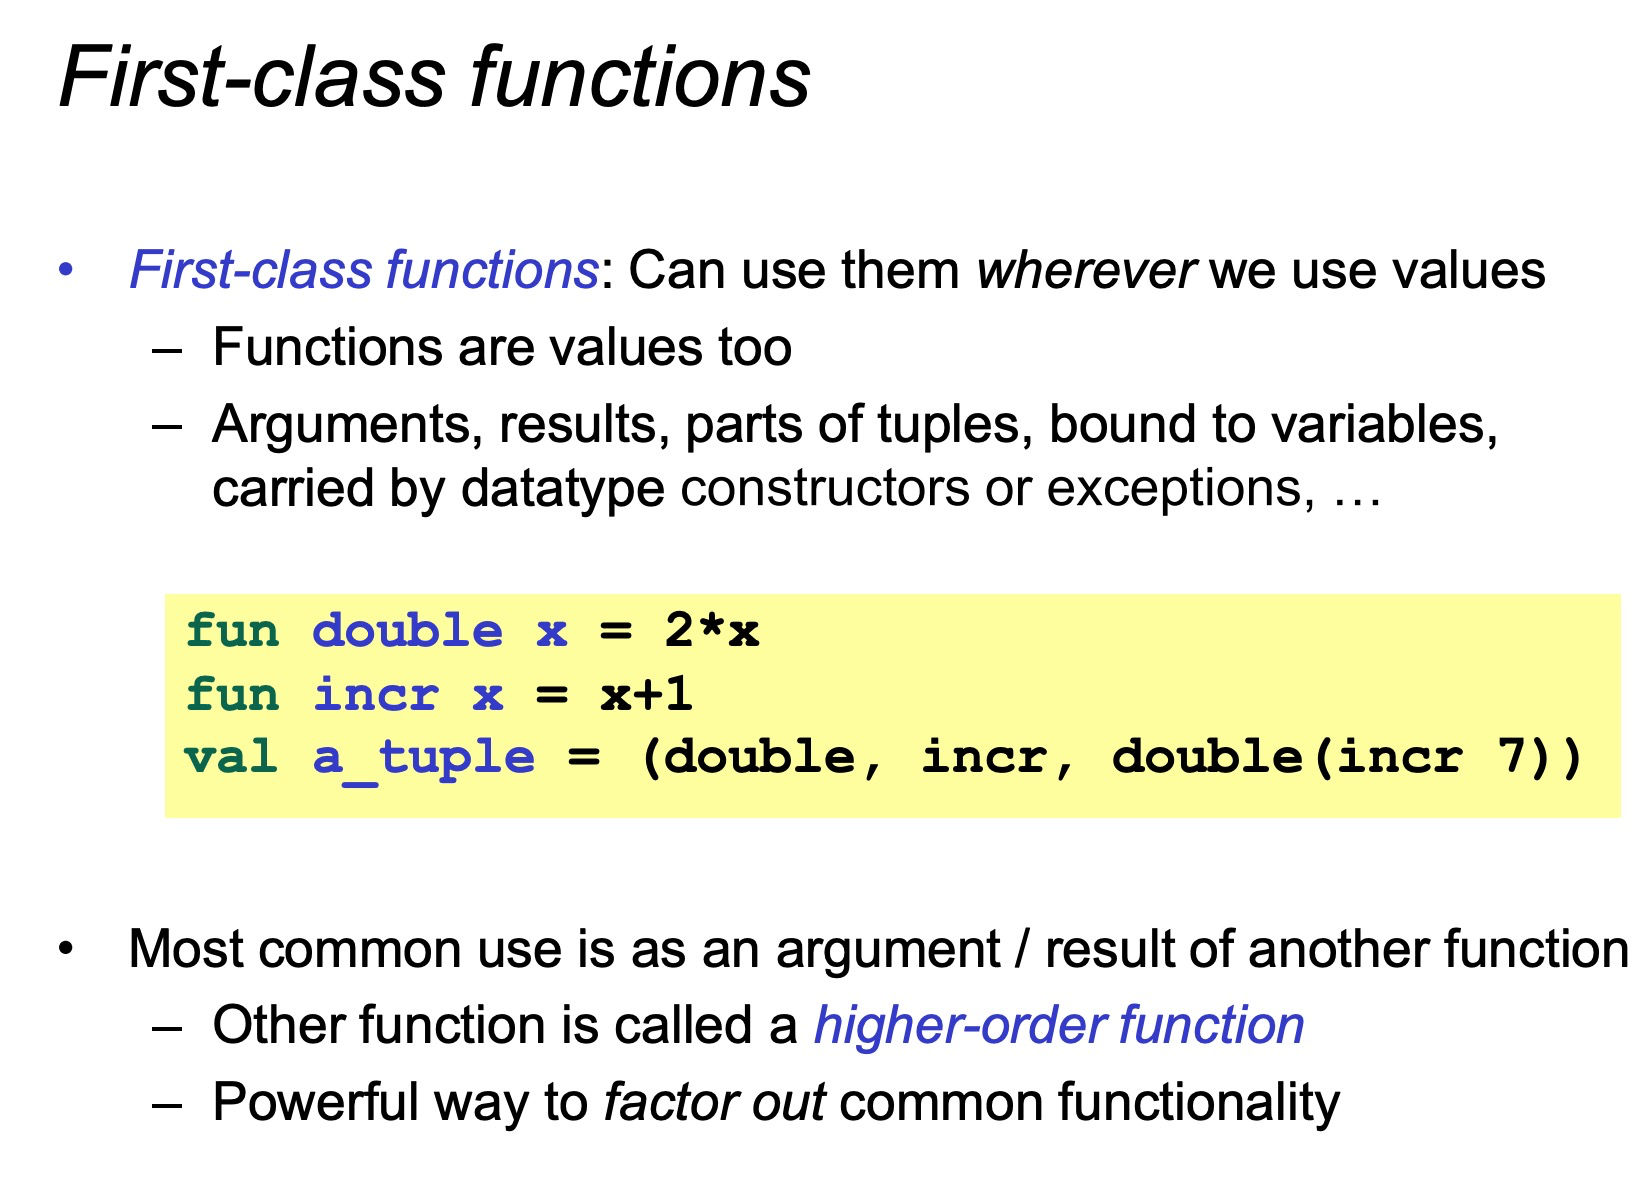 First-class functions
• First-class functions: Can use them wherever we use values
– Functions are values too
– Arguments, results, parts of tuples, bound to variables,
carried by datatype constructors or exceptions, …
fun double x = 2*x
fun incr x = x+1
val a_tuple = (double, incr, double(incr 7))
• Most common use is as an argument / result of another function
– Other function is called a higher-order function
– Powerful way to factor out common functionality